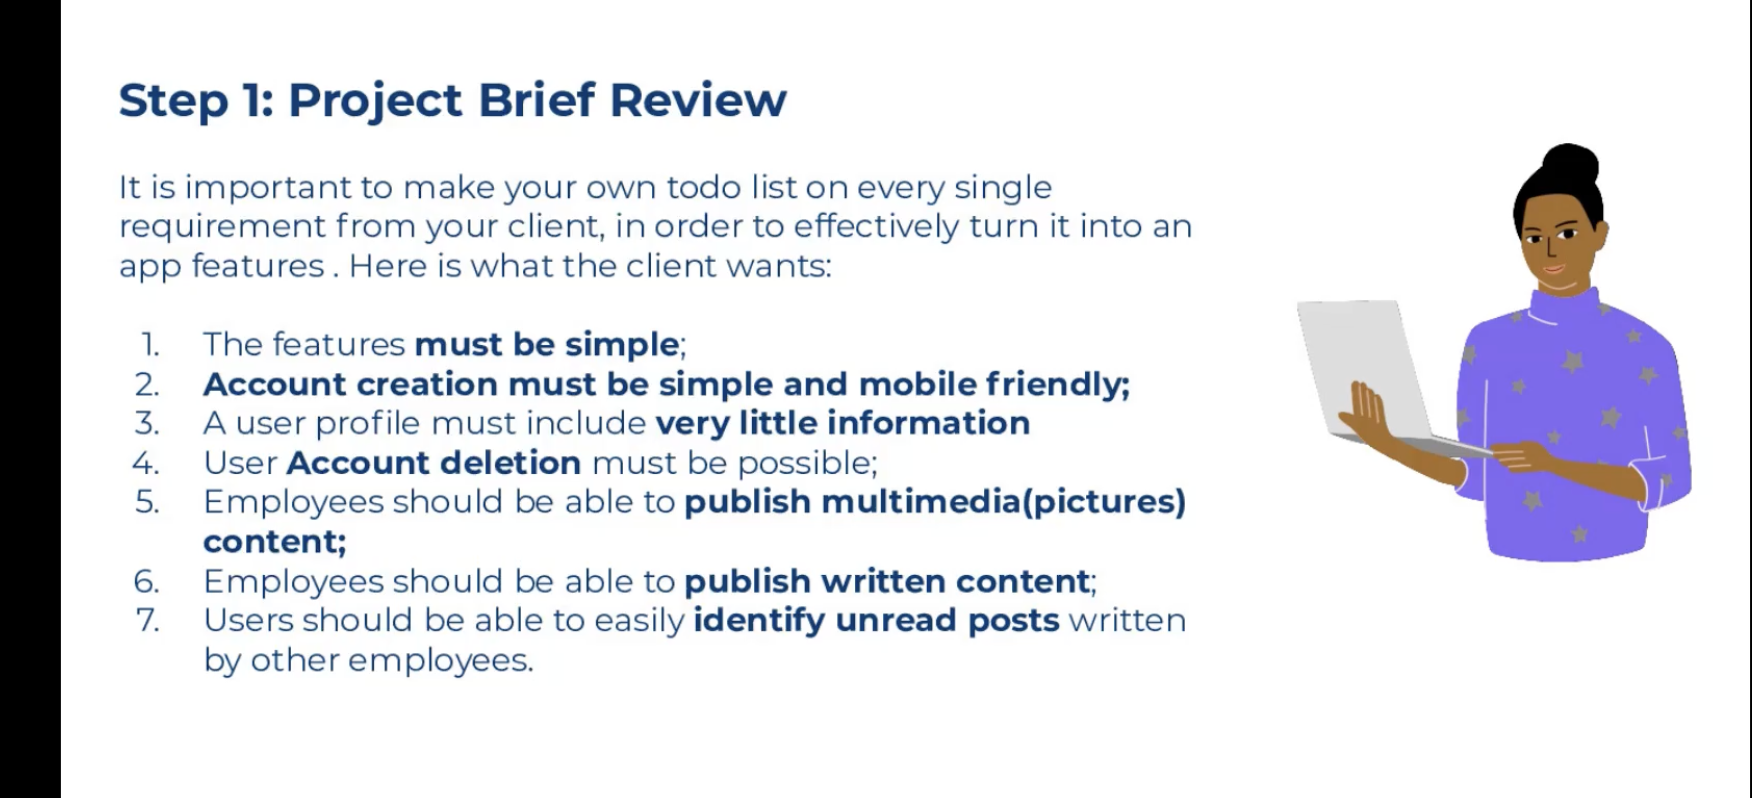 Step 1: Project Brief Review
It is important to make your own todo list on every single
requirement from your client, in order to effectively turn it into an
app features . Here is what the client wants:
1. The features must be simple;
2. Account creation must be simple and mobile friendly;
3. A user profile must include very little information
4. User Account deletion must be possible;
5. Employees should be able to publish multimedia(pictures)
content;
6. Employees should be able to publish written content;
7. Users should be able to easily identify unread posts written
by other employees.